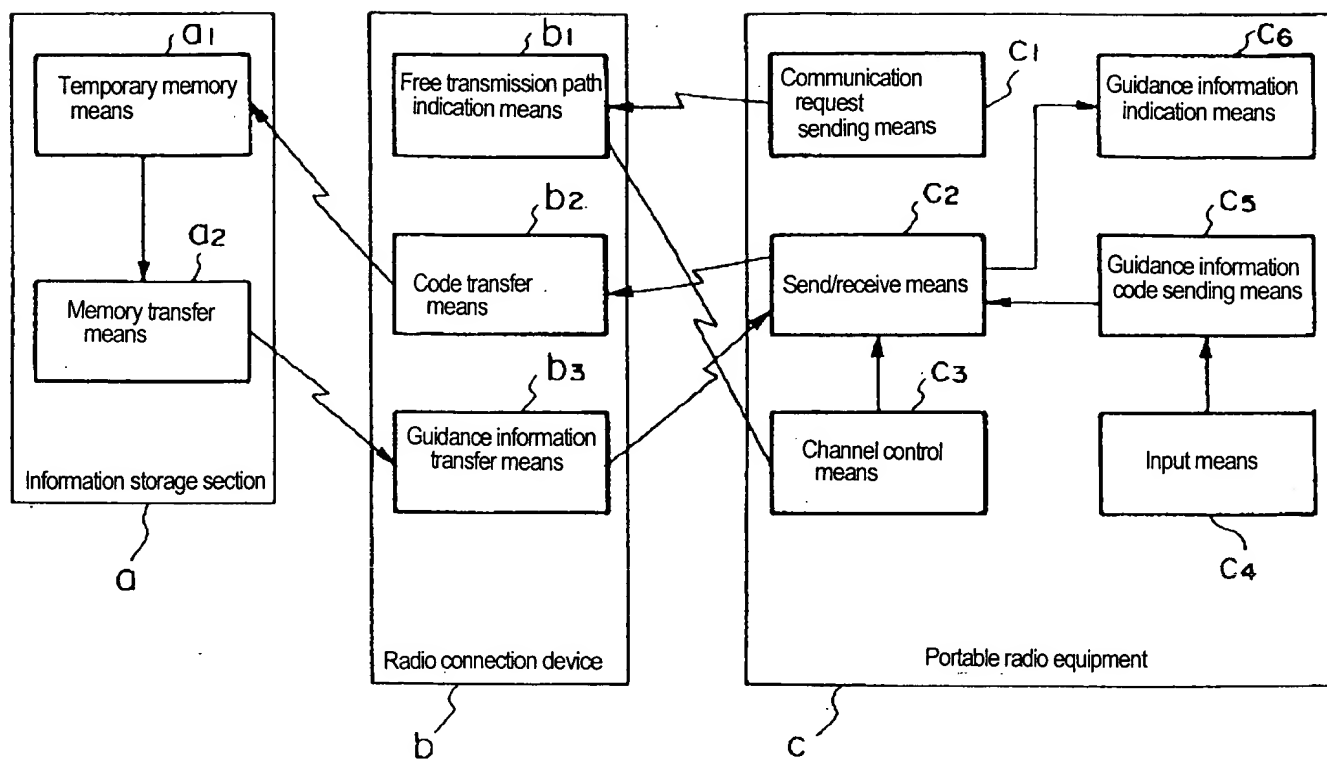 a1
Temporary memory
means
a2
Memory transfer
means
Information storage section
a
b1
Free transmission path
indication means
b2
Code transfer
means
b3
Guidance information
transfer means
Radio connection device
b
C1
Communication
request
sending means
C6
Guidance information
indication means
C2
Send/receive means
C5
Guidance information
code sending means
C3
Channel control
means
Input means
C4
Portable radio equipment
C